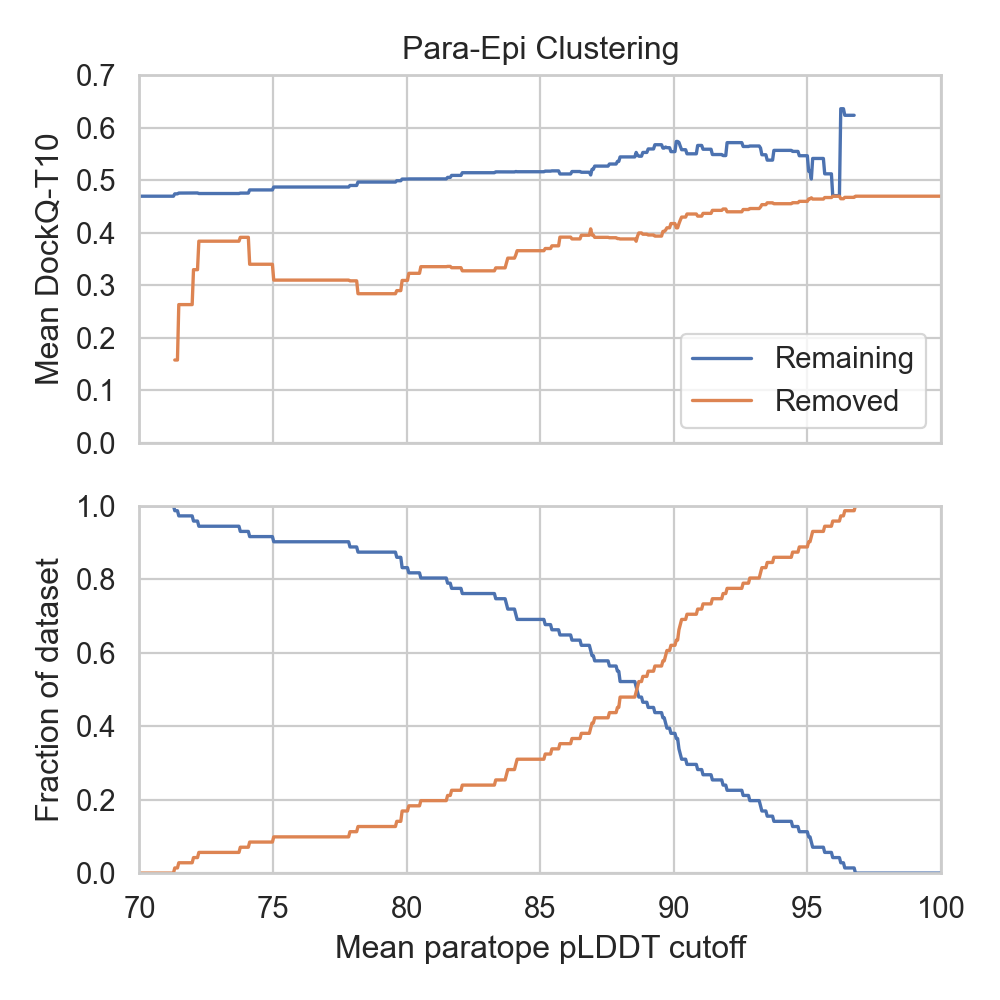 Para-Epi Clustering
Mean DockQ-T10
0.7
0.6
0.5
0.4
0.3
0.2
0.1
0.0
Remaining
Removed
Fraction of dataset
1.0
0.8
0.6
0.4
0.2
0.0
70 75 80 85 90 95 100
Mean paratope pLDDT cutoff